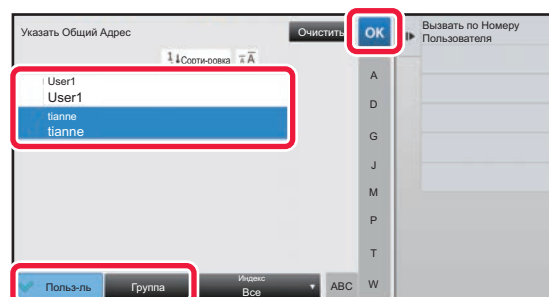 Указать Общий Адрес
Очистить
OK
Вызвать по Номеру
Пользователя
1 Сорти-ровка A A
User1
User1
tianne
tianne
A
D
G
J
M
P
T
W
Польз-ль
Группа
Индекс
Все
ABC